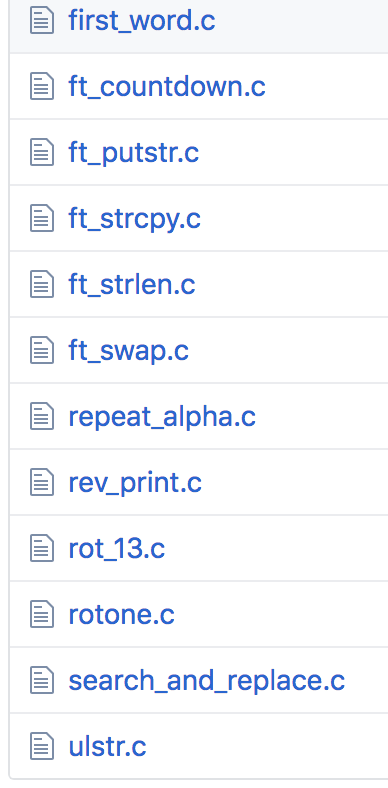 first_word.c
ft_countdown.c
ft_putstr.c
ft_strcpy.c
ft_strlen.c
ft_swap.c
repeat_alpha.c
rev_print.c
rot_13.c
rotone.c
search_and_replace.c
ulstr.c